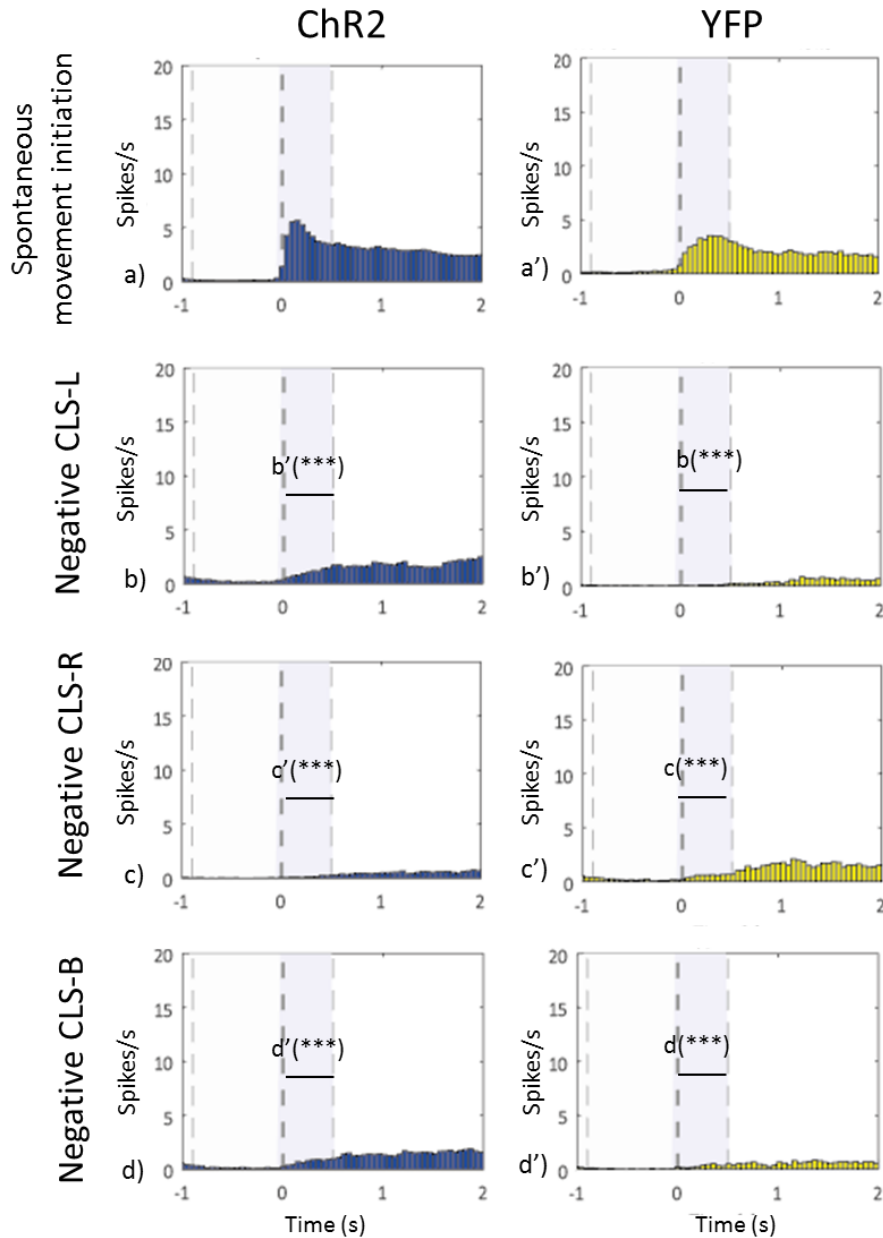 ChR2
YFP
Spontaneous
movement initiation
Spikes/s
20
15
10
5
0
a)
-1
0
1
2
Spikes/s
20
15
10
5
0
a')
-1
0
1
2
Negative CLS-L
Spikes/s
20
15
10
5
0
b'(***)
b)
-1
0
1
2
Spikes/s
20
15
10
5
0
b(***)
b')
-1
0
1
2
Negative CLS-R
Spikes/s
20
15
10
5
0
c'(***)
c)
-1
0
1
2
Spikes/s
20
15
10
5
0
c(***)
c')
-1
0
1
2
Negative CLS-B
Spikes/s
20
15
10
5
0
d'(***)
d)
-1
0
1
2
Time (s)
Spikes/s
20
15
10
5
0
d(***)
d')
-1
0
1
2
Time (s)